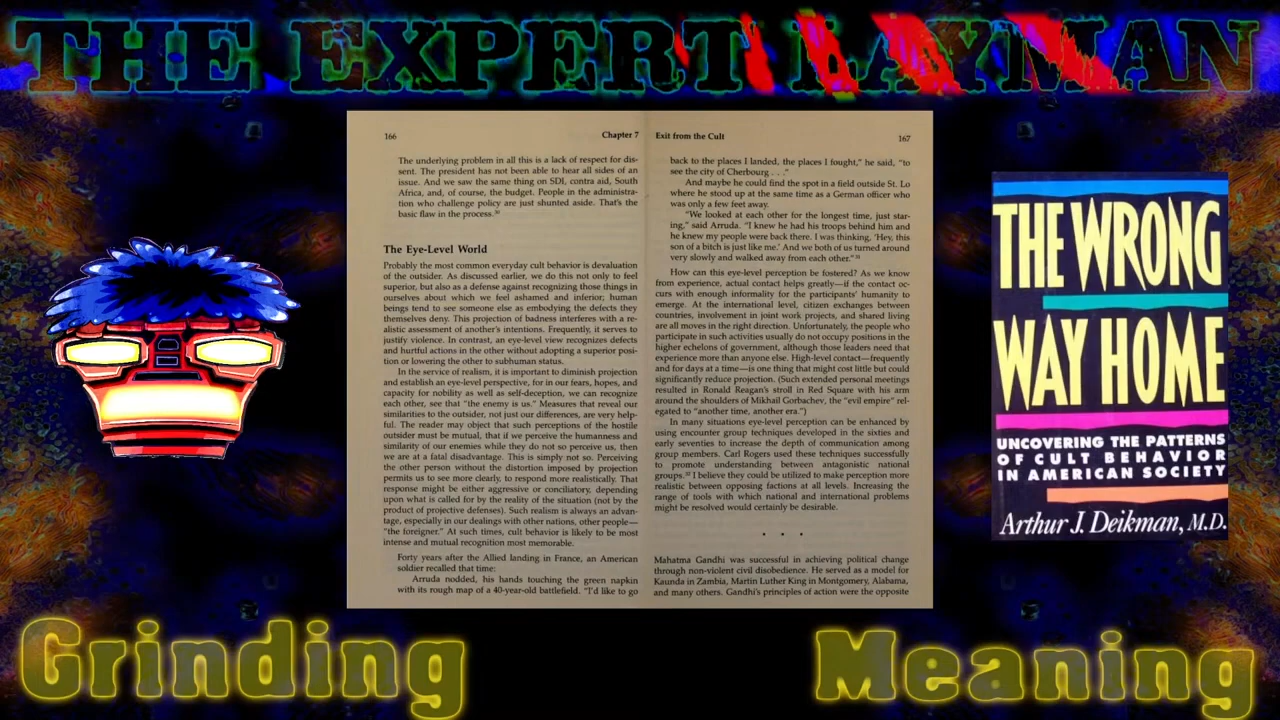 THE EXPERT LAYMAN
166
Chapter 7
The underlying problem in all this is a lack of respect for dis-
sent. The president has not been able to hear all sides of an
issue. And we saw the same thing on SDI, contra aid, South
Africa, and, of course, the budget. People in the administra-
tion who challenge policy are just shunted aside. That's the
basic flaw in the process.³⁰
The Eye-Level World
Probably the most common everyday cult behavior is devaluation
of the outsider. As discussed earlier, we do this not only to feel
superior, but also as a defense against recognizing those things in
ourselves about which we feel ashamed and inferior; human
beings tend to see someone else as embodying the defects they
themselves deny. This projection of badness interferes with a re-
alistic assessment of another's intentions. Frequently, it serves to
justify violence. In contrast, an eye-level view recognizes defects
and hurtful actions in the other without adopting a superior posi-
tion or lowering the other to subhuman status.
In the service of realism, it is important to diminish projection
and establish an eye-level perspective, for in our fears, hopes, and
capacity for nobility as well as self-deception, we can recognize
each other, see that "the enemy is us." Measures that reveal our
similarities to the outsider, not just our differences, are very help-
ful. The reader may object that such perceptions of the hostile
outsider must be mutual, that if we perceive the humanness and
similarity of our enemies while they do not so perceive us, then
we are at a fatal disadvantage. This is simply not so. Perceiving
the other person without the distortion imposed by projection
permits us to see more clearly, to respond more realistically. That
response might be either aggressive or conciliatory, depending
upon what is called for by the reality of the situation (not by the
product of projective defenses). Such realism is always an advan-
tage, especially in our dealings with other nations, other people—
"the foreigner." At such times, cult behavior is likely to be most
intense and mutual recognition most memorable.
Forty years after the Allied landing in France, an American
soldier recalled that time:
Arruda nodded, his hands touching the green napkin
with its rough map of a 40-year-old battlefield. "I'd like to go
Exit from the Cult
167
back to the places I landed, the places I fought," he said, "to
see the city of Cherbourg . . ."
And maybe he could find the spot in a field outside St. Lo
where he stood up at the same time as a German officer who
was only a few feet away.
"We looked at each other for the longest time, just star-
ing," said Arruda. "I knew he had his troops behind him and
he knew my people were back there. I was thinking, 'Hey, this
son of a bitch is just like me.' And we both of us turned around
very slowly and walked away from each other."³¹
How can this eye-level perception be fostered? As we know
from experience, actual contact helps greatly—if the contact oc-
curs with enough informality for the participants' humanity to
emerge. At the international level, citizen exchanges between
countries, involvement in joint work projects, and shared living
are all moves in the right direction. Unfortunately, the people who
participate in such activities usually do not occupy positions in the
higher echelons of government, although those leaders need that
experience more than anyone else. High-level contact—frequently
and for days at a time—is one thing that might cost little but could
significantly reduce projection. (Such extended personal meetings
resulted in Ronald Reagan's stroll in Red Square with his arm
around the shoulders of Mikhail Gorbachev, the "evil empire" rel-
egated to "another time, another era.")
In many situations eye-level perception can be enhanced by
using encounter group techniques developed in the sixties and
early seventies to increase the depth of communication among
group members. Carl Rogers used these techniques successfully
to promote understanding between antagonistic national
groups.³² I believe they could be utilized to make perception more
realistic between opposing factions at all levels. Increasing the
range of tools with which national and international problems
might be resolved would certainly be desirable.
• • •
Mahatma Gandhi was successful in achieving political change
through non-violent civil disobedience. He served as a model for
Kaunda in Zambia, Martin Luther King in Montgomery, Alabama,
and many others. Gandhi's principles of action were the opposite
THE WRONG
WAY HOME
UNCOVERING THE PATTERNS
OF CULT BEHAVIOR
IN AMERICAN SOCIETY
Arthur J. Deikman, M.D.
Grinding
Meaning